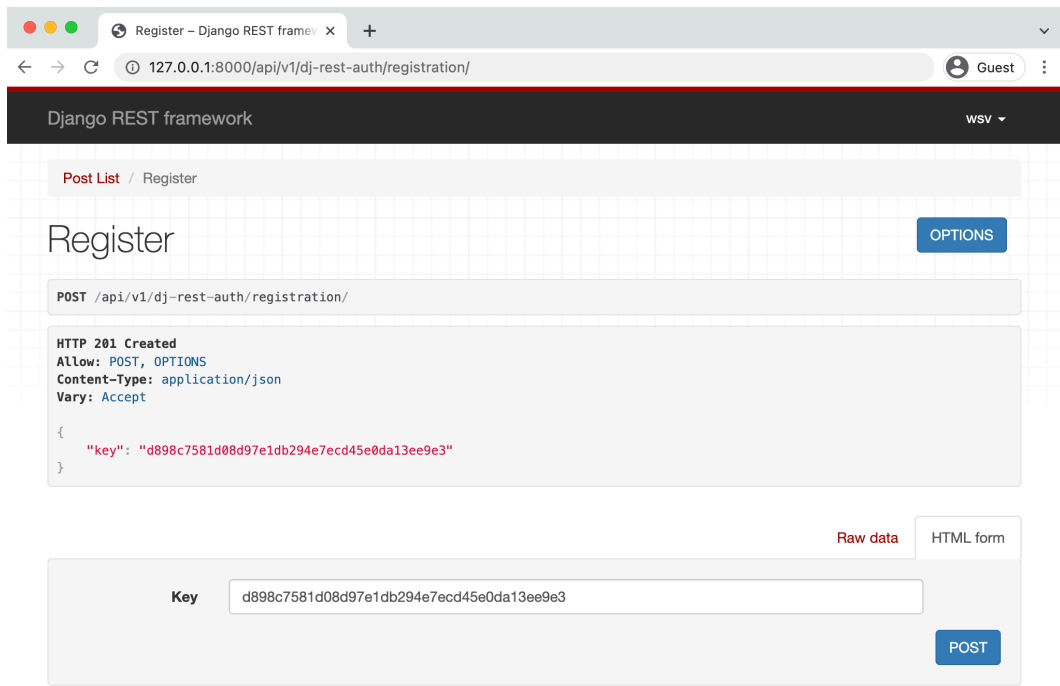 Register – Django REST framew
127.0.0.1:8000/api/v1/dj-rest-auth/registration/
Guest
Django REST framework
wsv
Post List / Register
Register
OPTIONS
POST /api/v1/dj-rest-auth/registration/
HTTP 201 Created
Allow: POST, OPTIONS
Content-Type: application/json
Vary: Accept
{
"key": "d898c7581d08d97e1db294e7ecd45e0da13ee9e3"
}
Raw data
HTML form
Key
d898c7581d08d97e1db294e7ecd45e0da13ee9e3
POST